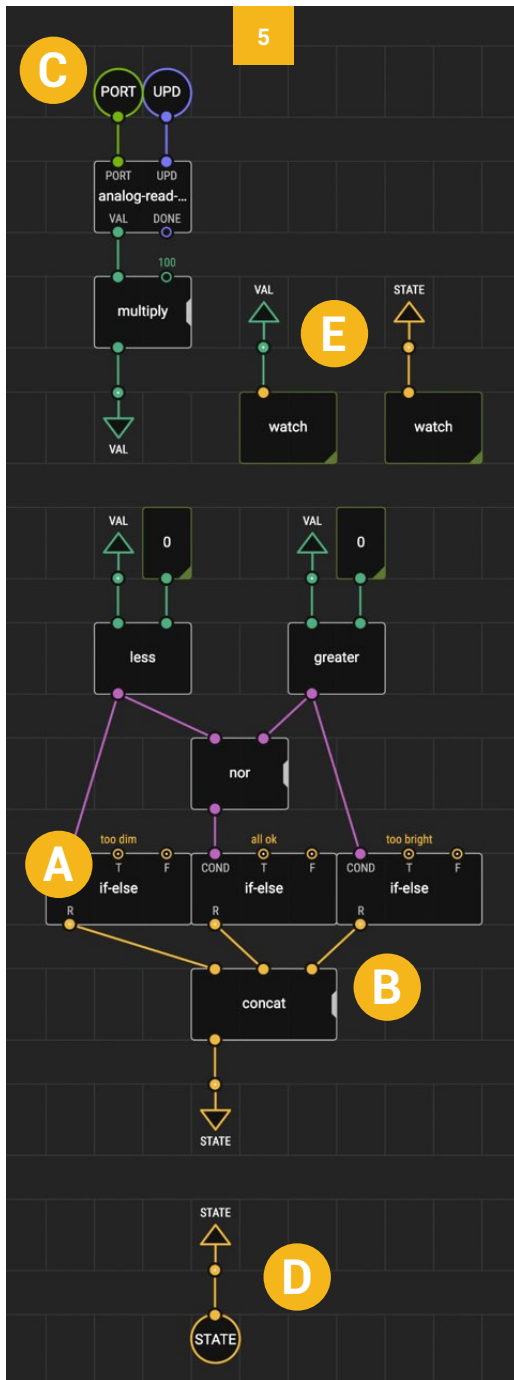 5
C
PORT
UPD
PORT
UPD
analog-read-...
VAL
DONE
100
multiply
VAL
VAL
STATE
E
watch
watch
VAL
0
VAL
0
less
greater
nor
A
too dim
all ok
too bright
T
F
COND
T
F
COND
T
F
if-else
if-else
if-else
R
R
R
B
concat
STATE
STATE
D
STATE